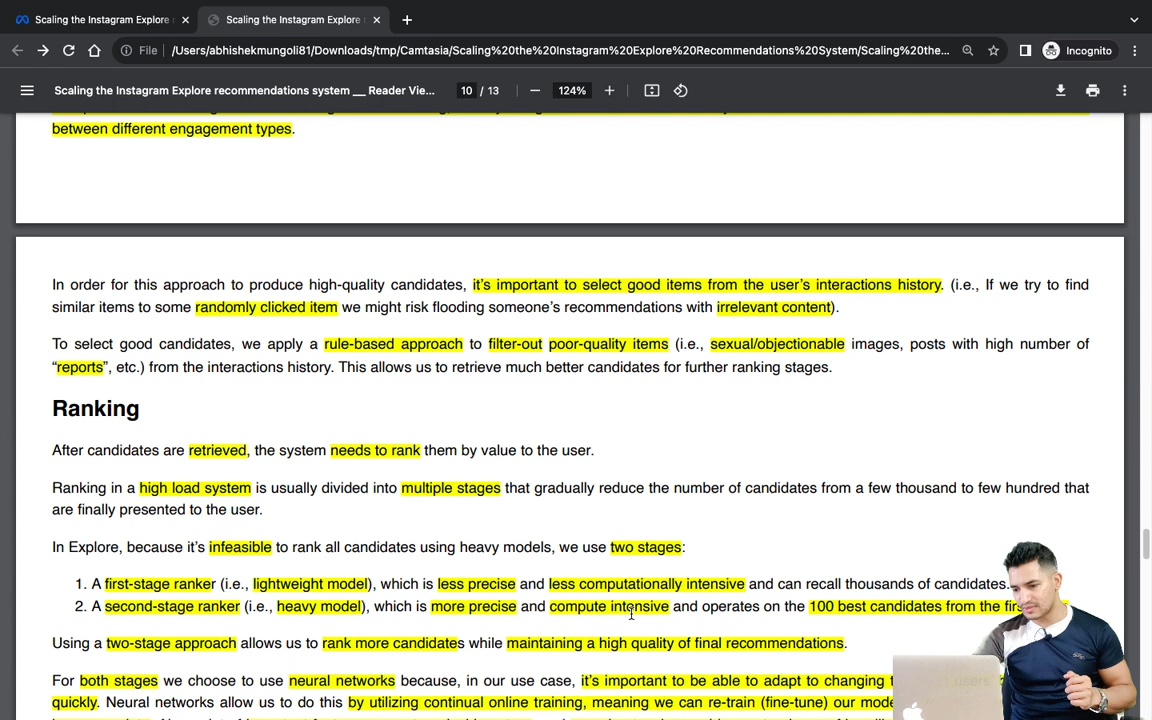 Scaling the Instagram Explore
Scaling the Instagram Explore
File
/Users/abhishekmungoli81/Downloads/tmp/Camtasia/Scaling%20the%20Instagram%20Explore%20Recommendations%20System/Scaling%20the...
Incognito
Scaling the Instagram Explore recommendations system __ Reader Vie...
10 / 13
124%
between different engagement types.
In order for this approach to produce high-quality candidates, it's important to select good items from the user's interactions history. (i.e., If we try to find
similar items to some randomly clicked item we might risk flooding someone's recommendations with irrelevant content).
To select good candidates, we apply a rule-based approach to filter-out poor-quality items (i.e., sexual/objectionable images, posts with high number of
“reports”, etc.) from the interactions history. This allows us to retrieve much better candidates for further ranking stages.
Ranking
After candidates are retrieved, the system needs to rank them by value to the user.
Ranking in a high load system is usually divided into multiple stages that gradually reduce the number of candidates from a few thousand to few hundred that
are finally presented to the user.
In Explore, because it's infeasible to rank all candidates using heavy models, we use two stages:
1. A first-stage ranker (i.e., lightweight model), which is less precise and less computationally intensive and can recall thousands of candidates.
2. A second-stage ranker (i.e., heavy model), which is more precise and compute intensive and operates on the 100 best candidates from the
Using a two-stage approach allows us to rank more candidates while maintaining a high quality of final recommendations.
For both stages we choose to use neural networks because, in our use case, it's important to be able to adapt to changing
quickly. Neural networks allow us to do this by utilizing continual online training, meaning we can re-train (fine-tune) our